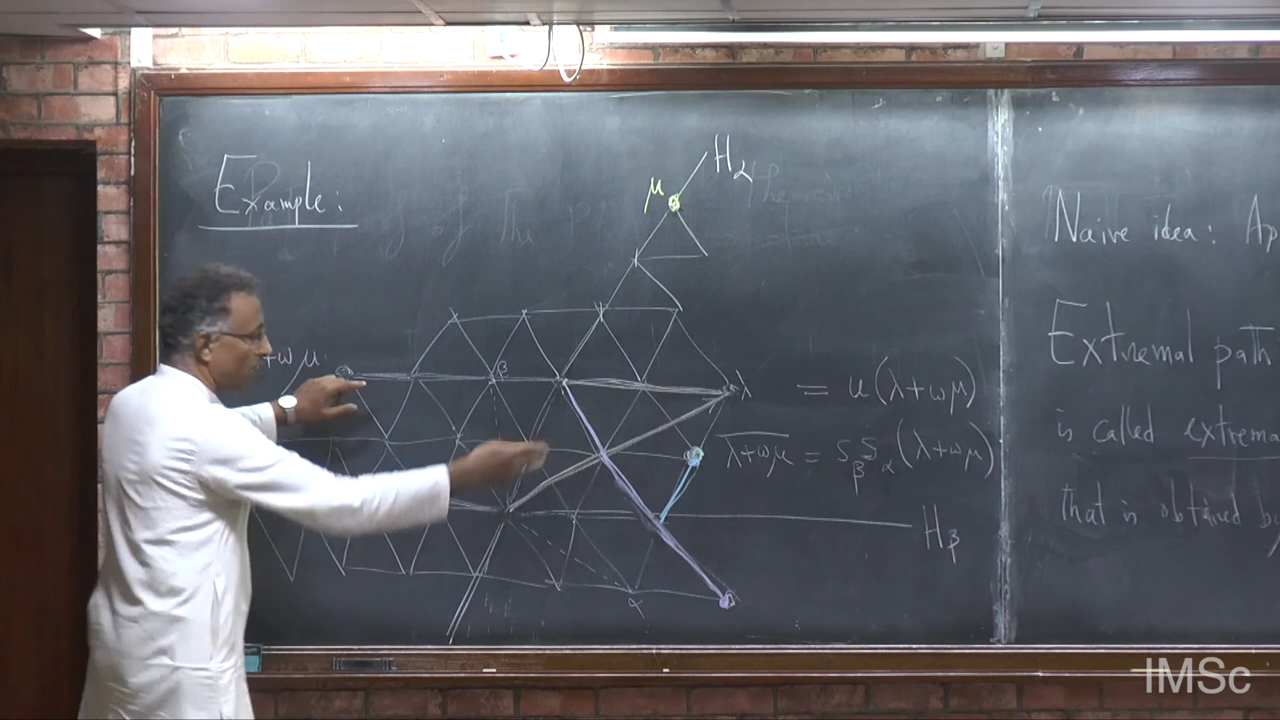 Example:
μ
H_α
+ωμ
β
λ
= u(λ+ωμ)
\overline{λ+ωμ} = S_β S_α (λ+ωμ)
H_β
α
Naive idea: Ap
Extremal path
is called extrema
that is obtained b
IMSc